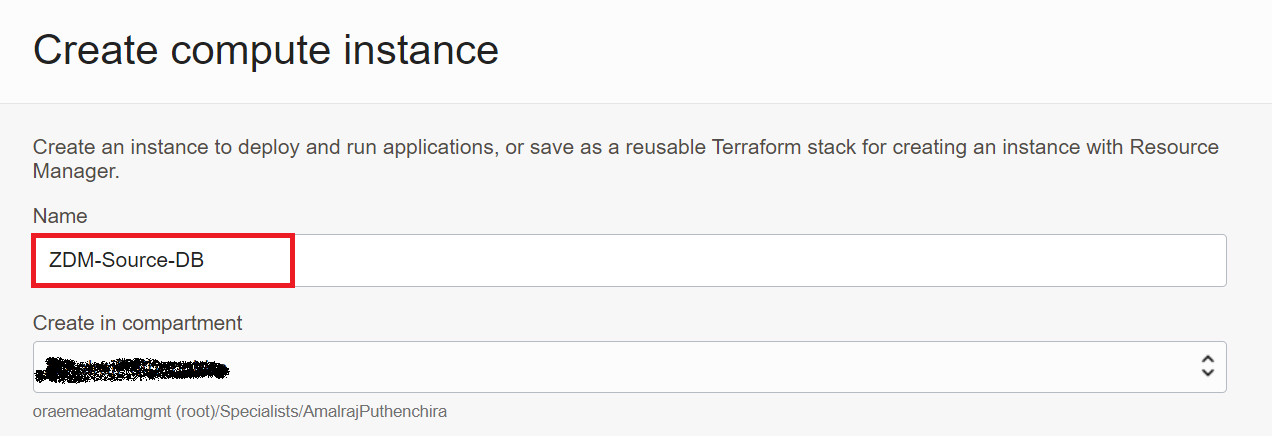 Create compute instance
Create an instance to deploy and run applications, or save as a reusable Terraform stack for creating an instance with Resource
Manager.
Name
ZDM-Source-DB
Create in compartment
oraemeadatamgmt (root)/Specialists/AmalrajPuthenchira